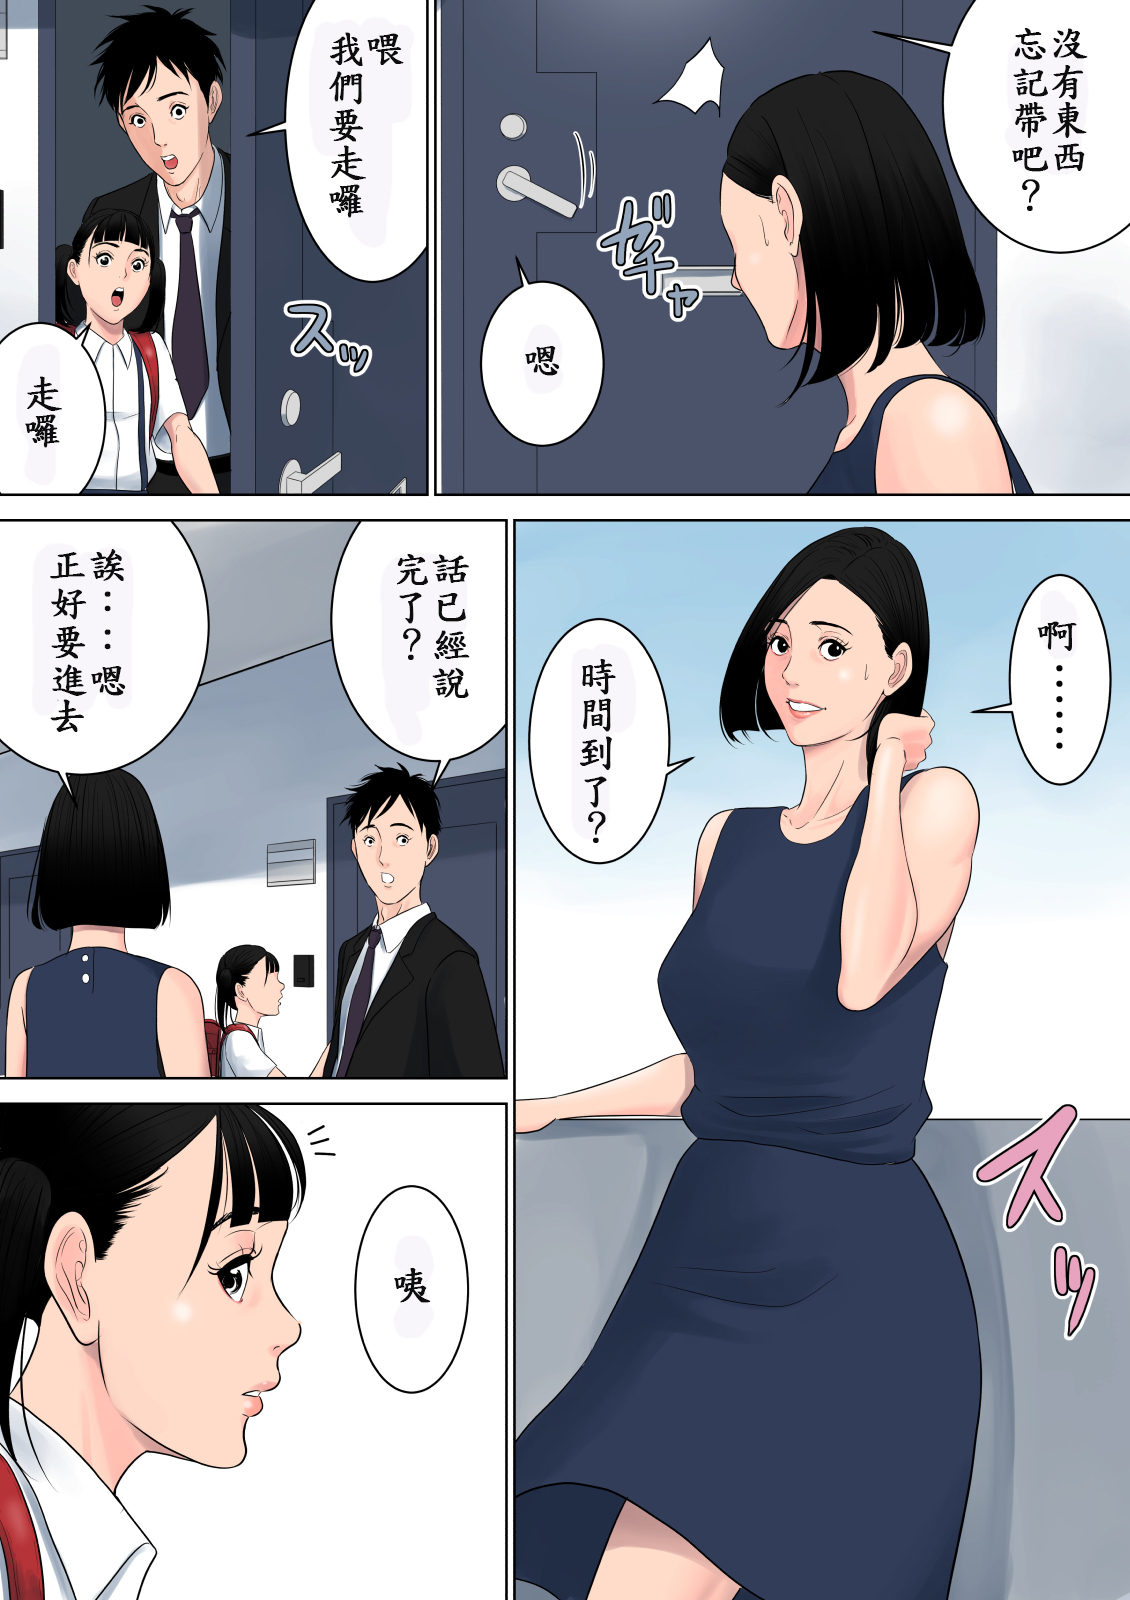 沒有東西
忘記帶吧？
ガチャ
嗯
喂
我們要走囉
スッ
走囉
啊……
時間到了？
スッ
話已經說
完了？
誒……嗯
正好要進去
咦